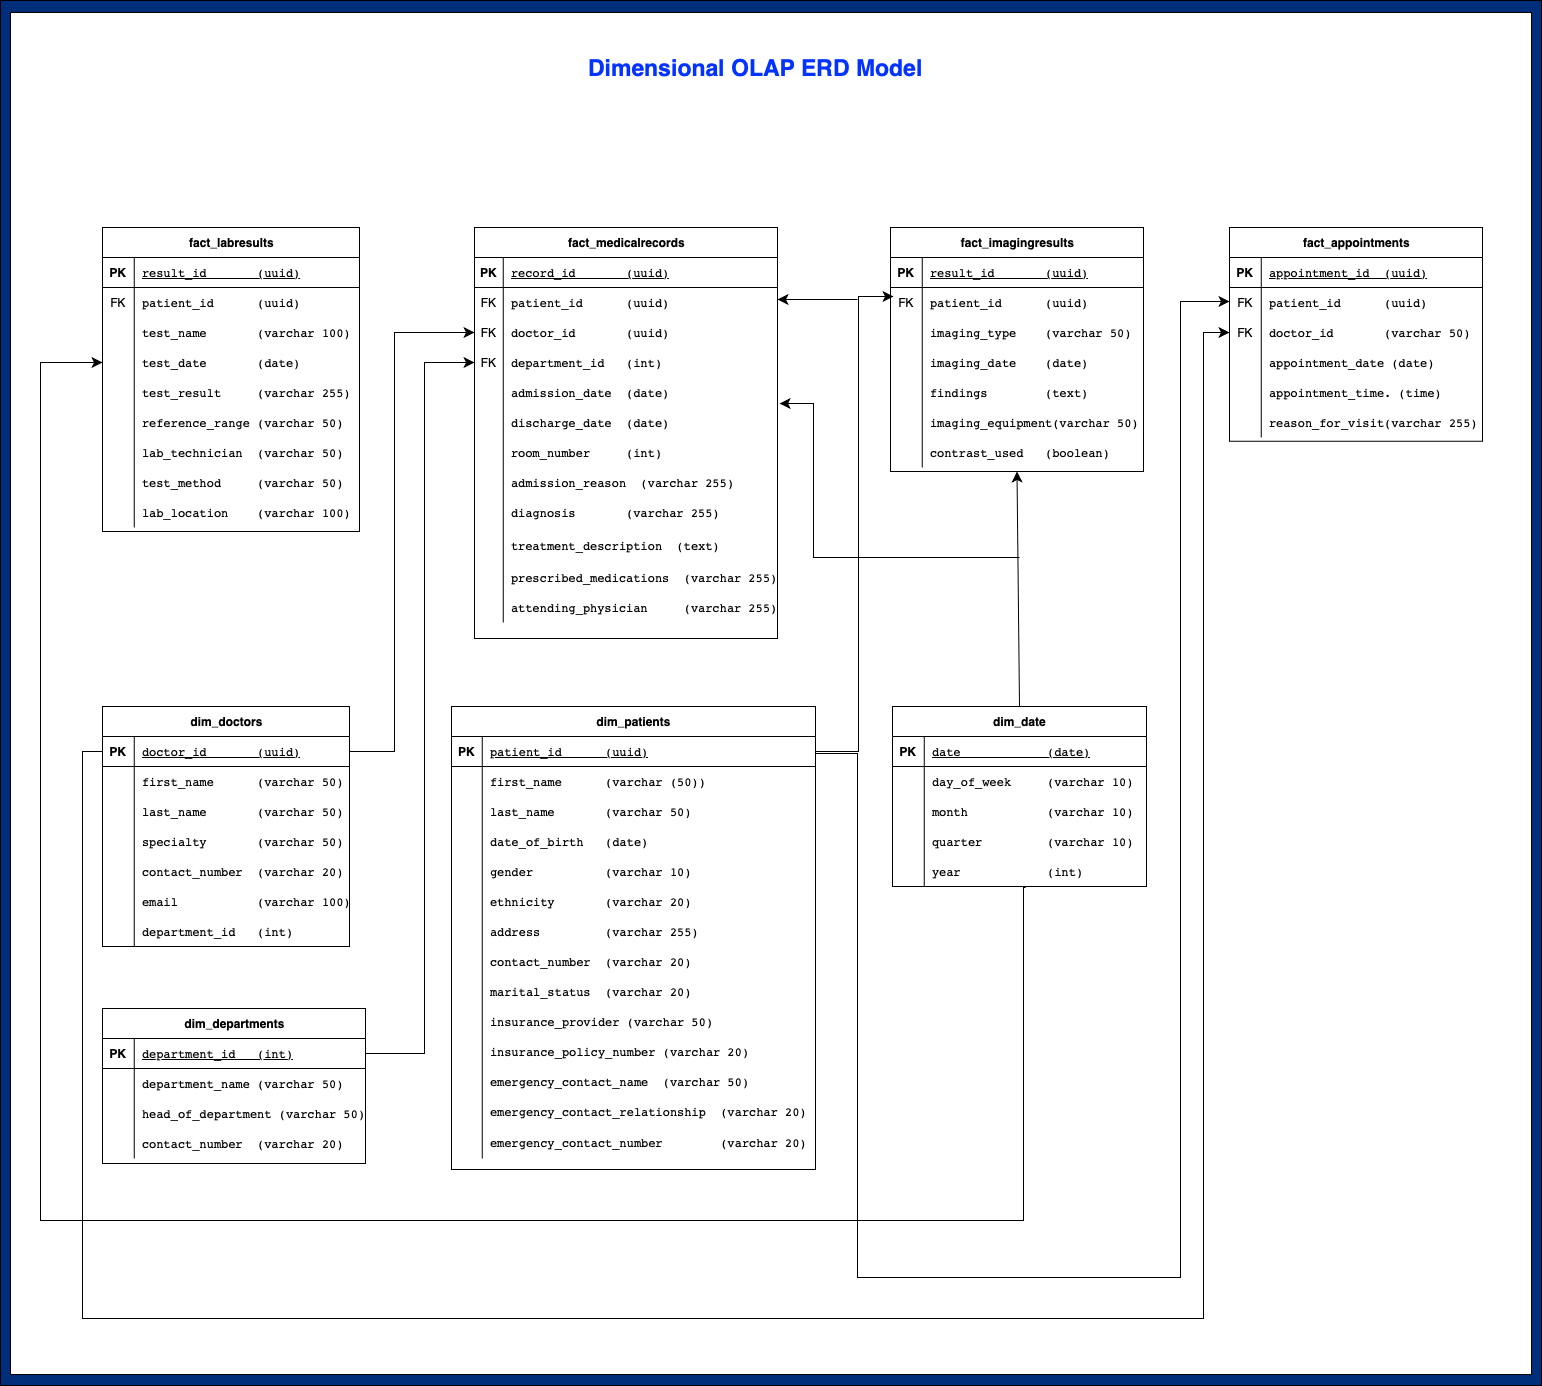 Dimensional OLAP ERD Model
fact_labresults
PK result_id (uuid)
FK patient_id (uuid)
test_name (varchar 100)
test_date (date)
test_result (varchar 255)
reference_range (varchar 50)
lab_technician (varchar 50)
test_method (varchar 50)
lab_location (varchar 100)
fact_medicalrecords
PK record_id (uuid)
FK patient_id (uuid)
FK doctor_id (uuid)
FK department_id (int)
admission_date (date)
discharge_date (date)
room_number (int)
admission_reason (varchar 255)
diagnosis (varchar 255)
treatment_description (text)
prescribed_medications (varchar 255)
attending_physician (varchar 255)
fact_imagingresults
PK result_id (uuid)
FK patient_id (uuid)
imaging_type (varchar 50)
imaging_date (date)
findings (text)
imaging_equipment(varchar 50)
contrast_used (boolean)
fact_appointments
PK appointment_id (uuid)
FK patient_id (uuid)
FK doctor_id (varchar 50)
appointment_date (date)
appointment_time. (time)
reason_for_visit(varchar 255)
dim_doctors
PK doctor_id (uuid)
first_name (varchar 50)
last_name (varchar 50)
specialty (varchar 50)
contact_number (varchar 20)
email (varchar 100)
department_id (int)
dim_patients
PK patient_id (uuid)
first_name (varchar (50))
last_name (varchar 50)
date_of_birth (date)
gender (varchar 10)
ethnicity (varchar 20)
address (varchar 255)
contact_number (varchar 20)
marital_status (varchar 20)
insurance_provider (varchar 50)
insurance_policy_number (varchar 20)
emergency_contact_name (varchar 50)
emergency_contact_relationship (varchar 20)
emergency_contact_number (varchar 20)
dim_date
PK date (date)
day_of_week (varchar 10)
month (varchar 10)
quarter (varchar 10)
year (int)
dim_departments
PK department_id (int)
department_name (varchar 50)
head_of_department (varchar 50)
contact_number (varchar 20)